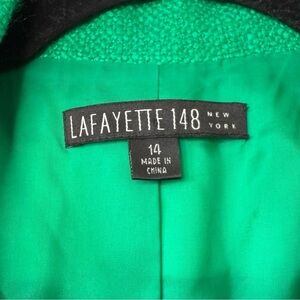 LAFAYETTE 148 NEW YORK
14
MADE IN
CHINA